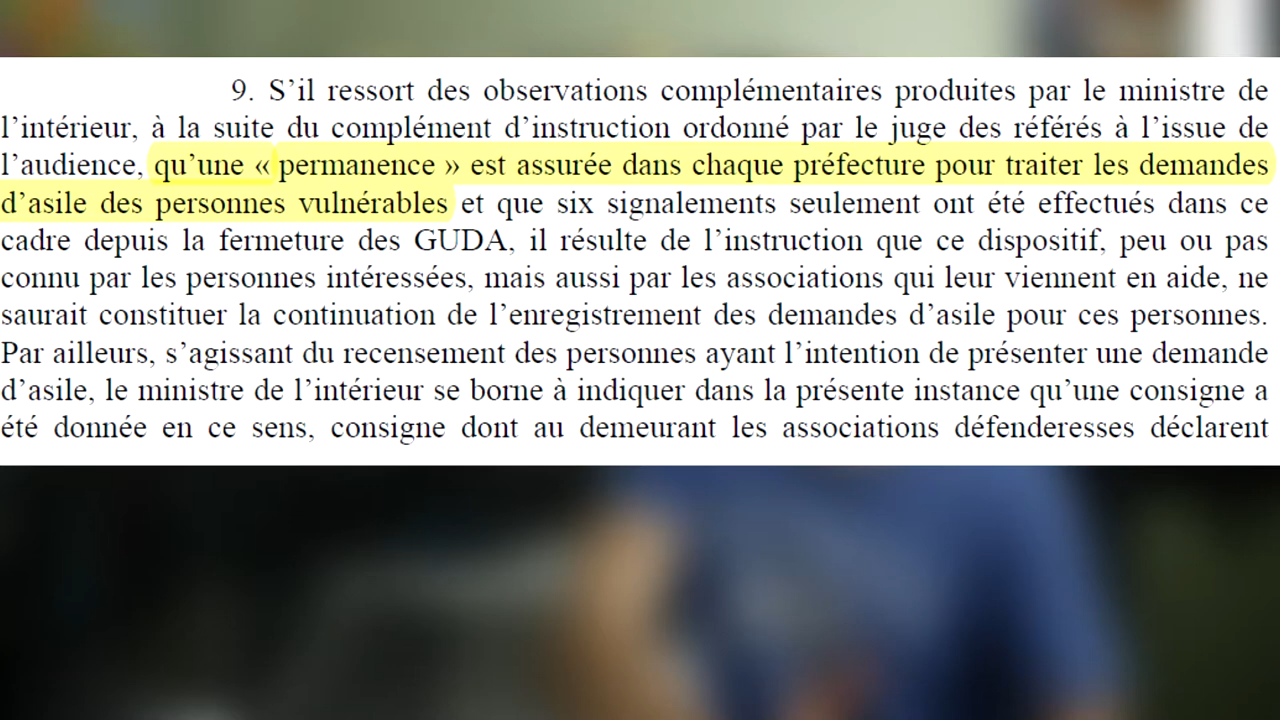 9. S’il ressort des observations complémentaires produites par le ministre de
l’intérieur, à la suite du complément d’instruction ordonné par le juge des référés à l’issue de
l’audience, qu’une « permanence » est assurée dans chaque préfecture pour traiter les demandes
d’asile des personnes vulnérables et que six signalements seulement ont été effectués dans ce
cadre depuis la fermeture des GUDA, il résulte de l’instruction que ce dispositif, peu ou pas
connu par les personnes intéressées, mais aussi par les associations qui leur viennent en aide, ne
saurait constituer la continuation de l’enregistrement des demandes d’asile pour ces personnes.
Par ailleurs, s’agissant du recensement des personnes ayant l’intention de présenter une demande
d’asile, le ministre de l’intérieur se borne à indiquer dans la présente instance qu’une consigne a
été donnée en ce sens, consigne dont au demeurant les associations défenderesses déclarent